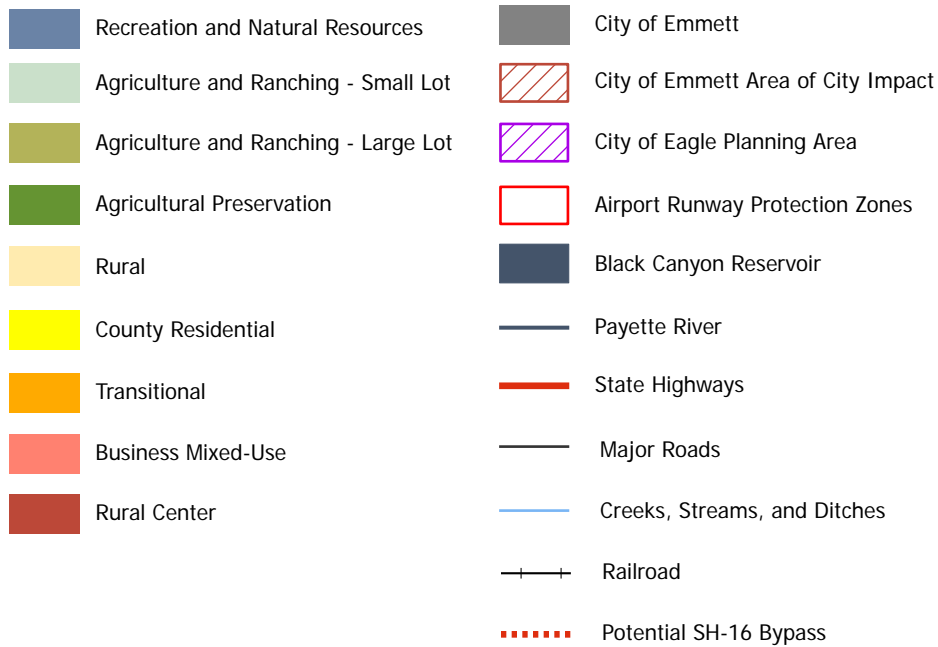 Recreation and Natural Resources
Agriculture and Ranching - Small Lot
Agriculture and Ranching - Large Lot
Agricultural Preservation
Rural
County Residential
Transitional
Business Mixed-Use
Rural Center
City of Emmett
City of Emmett Area of City Impact
City of Eagle Planning Area
Airport Runway Protection Zones
Black Canyon Reservoir
Payette River
State Highways
Major Roads
Creeks, Streams, and Ditches
Railroad
Potential SH-16 Bypass